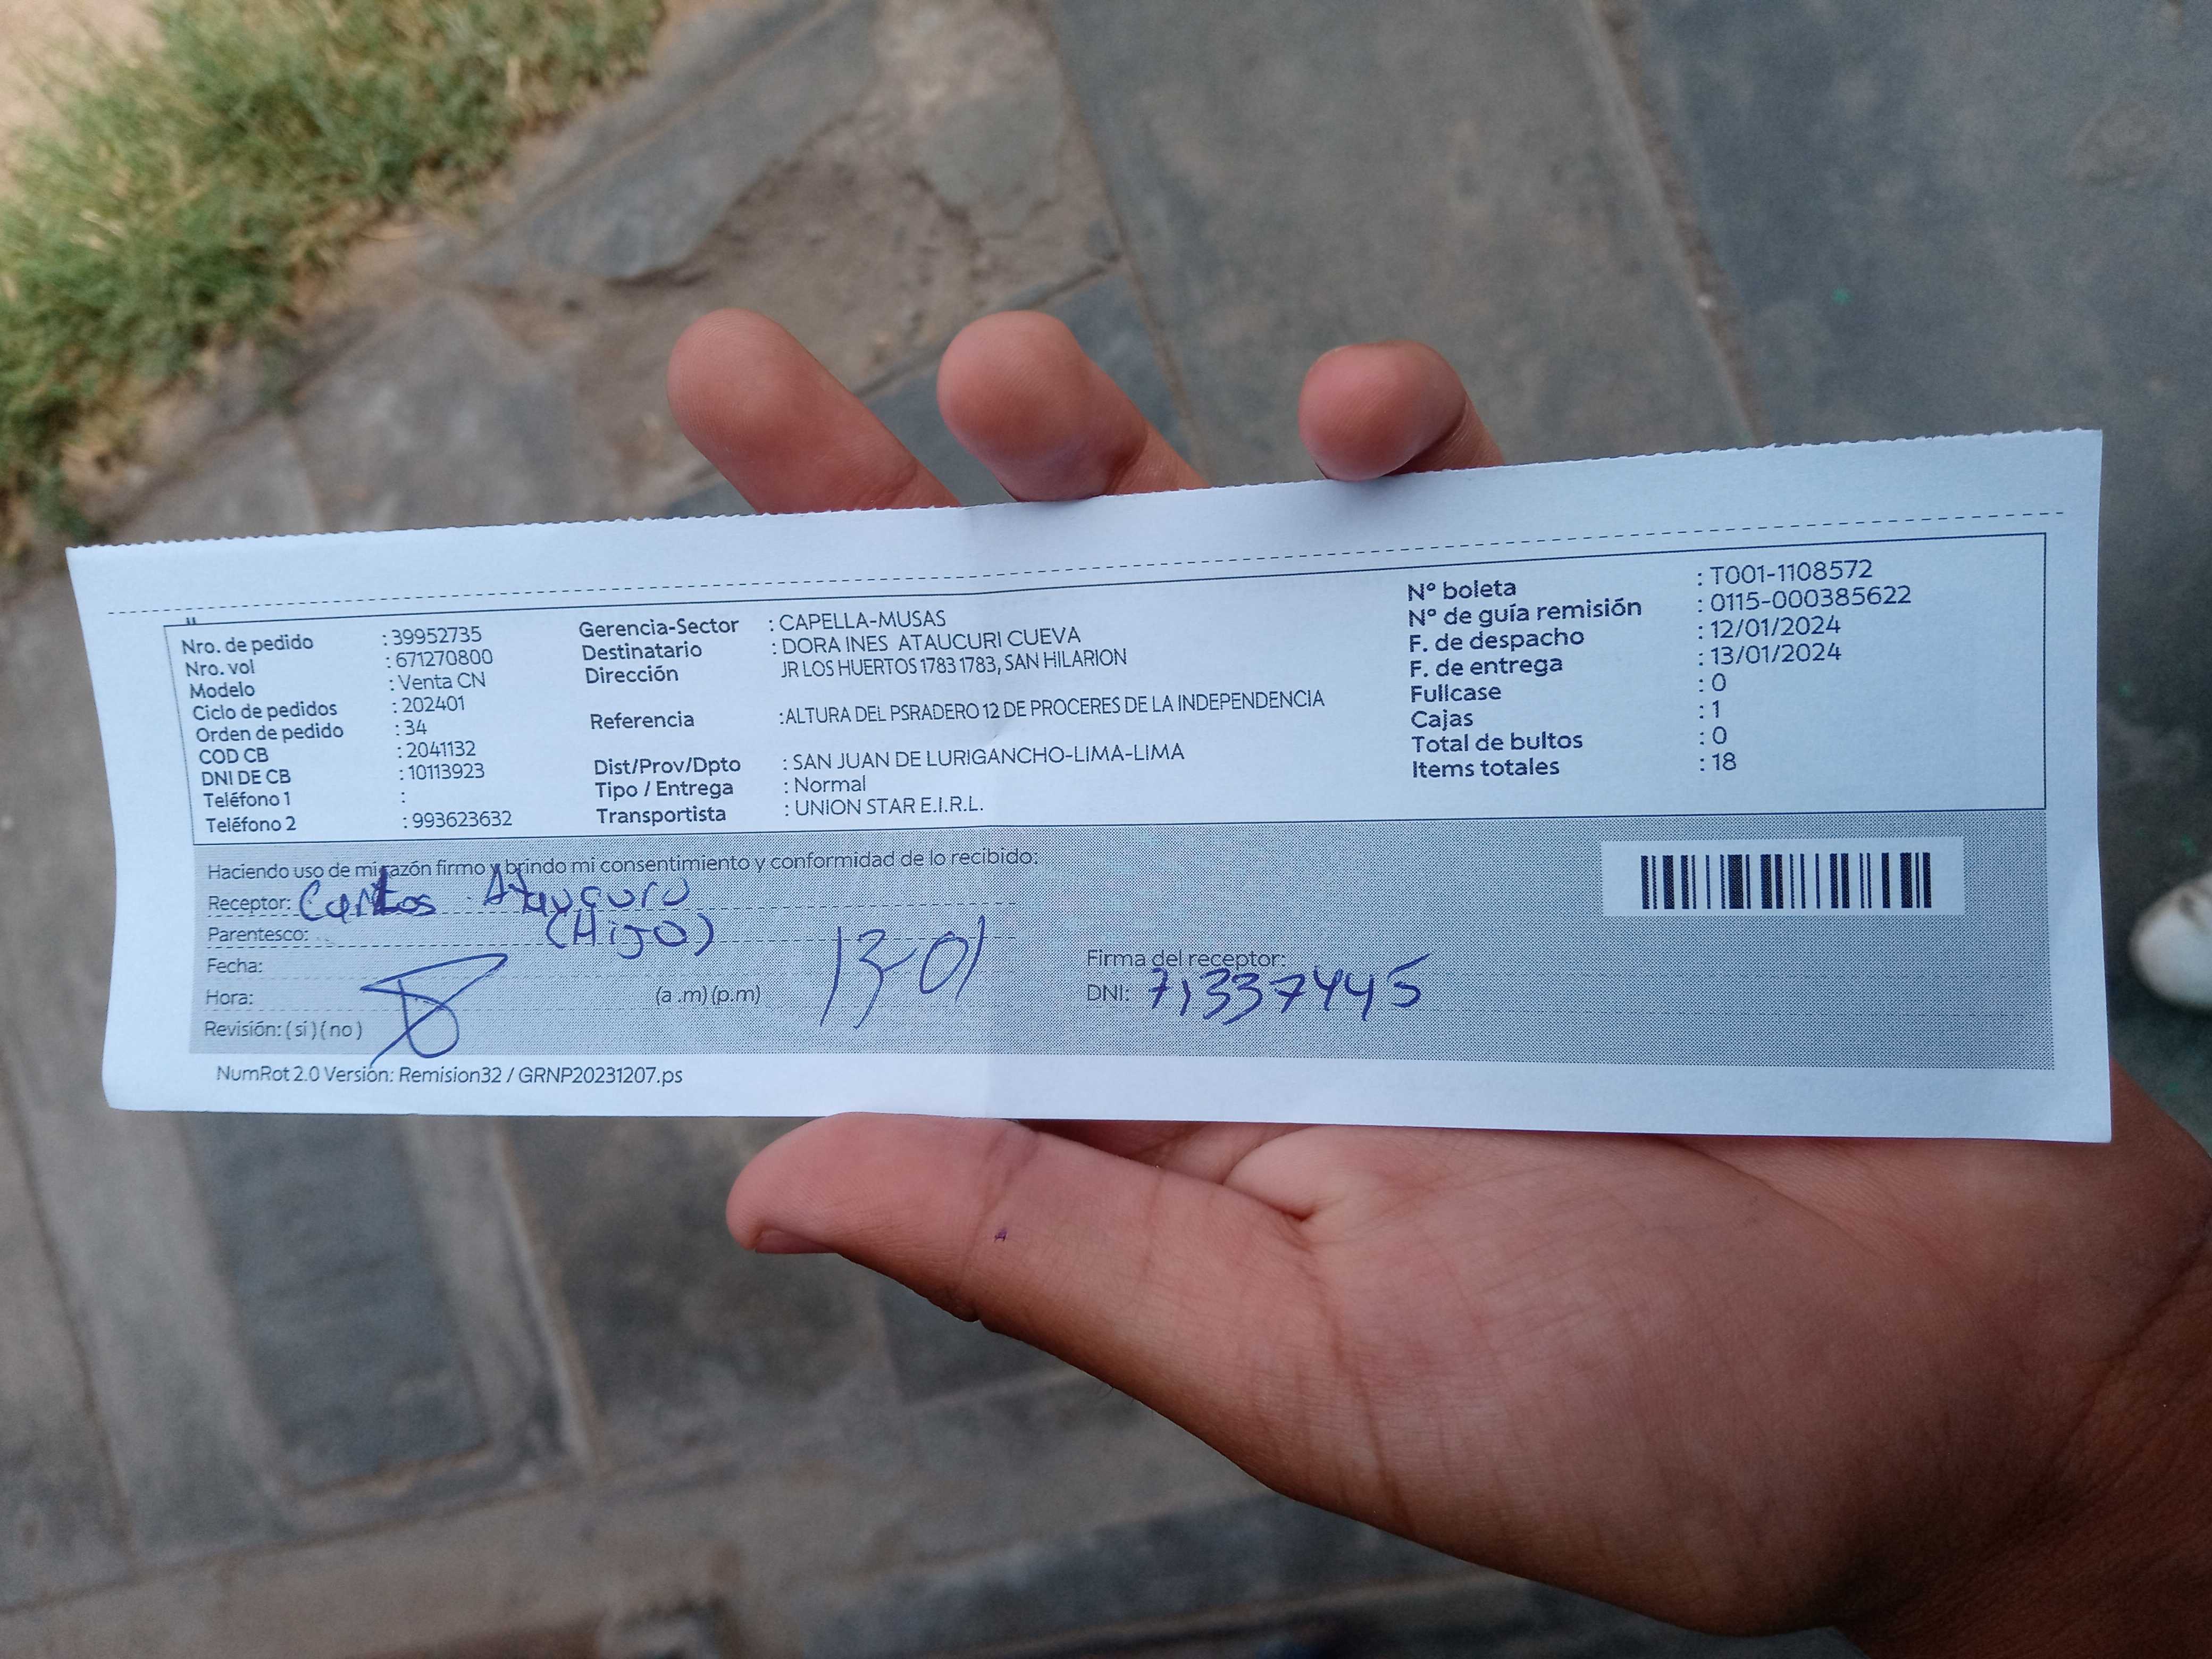 Nro. de pedido : 39952735
Nro. vol : 671270800
Modelo : Venta CN
Ciclo de pedidos : 202401
Orden de pedido : 34
COD CB : 2041132
DNI DE CB : 10113923
Teléfono 1 :
Teléfono 2 : 993623632
Gerencia-Sector : CAPELLA-MUSAS
Destinatario : DORA INES ATAUCURI CUEVA
Dirección JR LOS HUERTOS 1783 1783, SAN HILARION
Referencia :ALTURA DEL PSRADERO 12 DE PROCERES DE LA INDEPENDENCIA
Dist/Prov/Dpto : SAN JUAN DE LURIGANCHO-LIMA-LIMA
Tipo / Entrega : Normal
Transportista : UNION STAR E.I.R.L.
Nº boleta : T001-1108572
Nº de guía remisión : 0115-000385622
F. de despacho : 12/01/2024
F. de entrega : 13/01/2024
Fullcase : 0
Cajas : 1
Total de bultos : 0
Items totales : 18
Haciendo uso de mi razón firmo y brindo mi consentimiento y conformidad de lo recibido:
Receptor: Carlos Ataucuro
Parentesco: (Hijo)
Fecha: 13-01
Hora: (a .m) (p.m)
Revisión: ( si ) ( no )
Firma del receptor:
DNI: 71337445
NumRot 2.0 Versión: Remision32 / GRNP20231207.ps